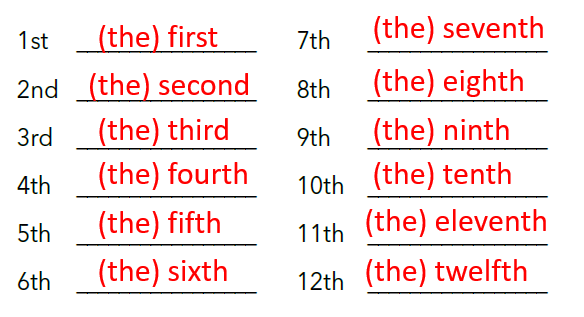 1st (the) first
2nd (the) second
3rd (the) third
4th (the) fourth
5th (the) fifth
6th (the) sixth
7th (the) seventh
8th (the) eighth
9th (the) ninth
10th (the) tenth
11th (the) eleventh
12th (the) twelfth